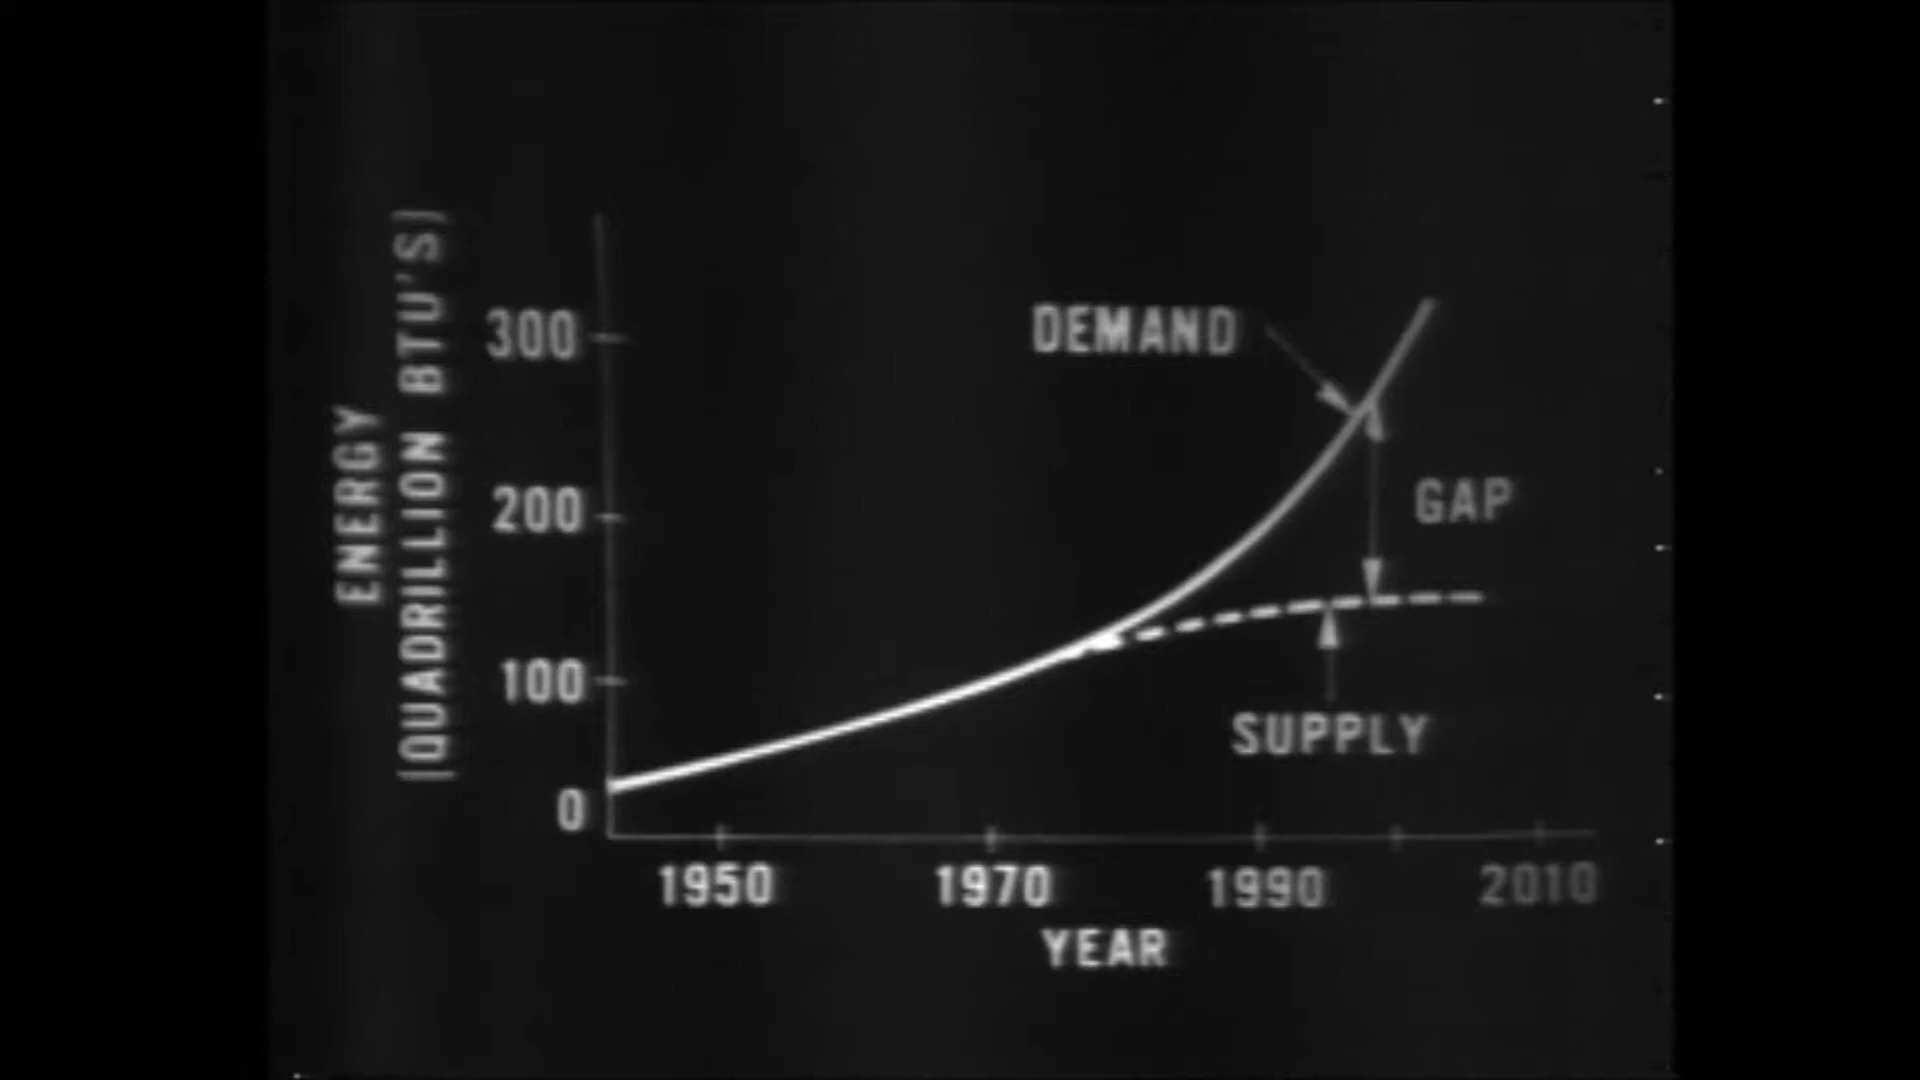 ENERGY
(QUADRILLION BTU'S)
300
200
100
0
DEMAND
GAP
SUPPLY
1950 1970 1990 2010
YEAR